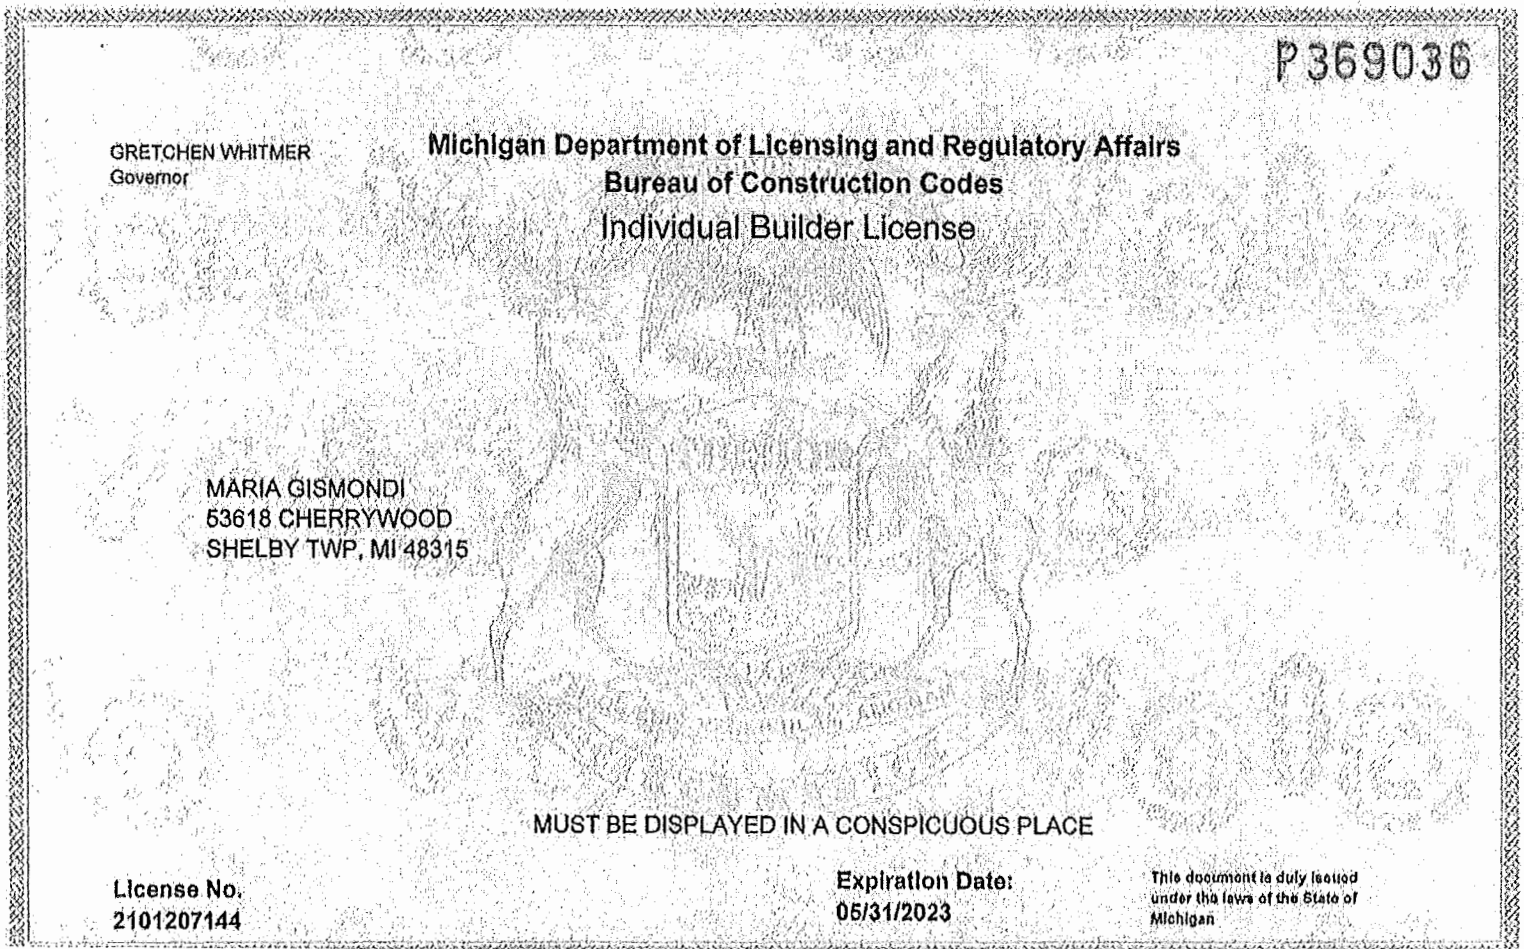 P369036
GRETCHEN WHITMER
Governor
Michigan Department of Licensing and Regulatory Affairs
Bureau of Construction Codes
Individual Builder License
MARIA GISMONDI
53618 CHERRYWOOD
SHELBY TWP, MI 48315
MUST BE DISPLAYED IN A CONSPICUOUS PLACE
License No.
2101207144
Expiration Date:
05/31/2023
This document is duly issued
under the laws of the State of
Michigan